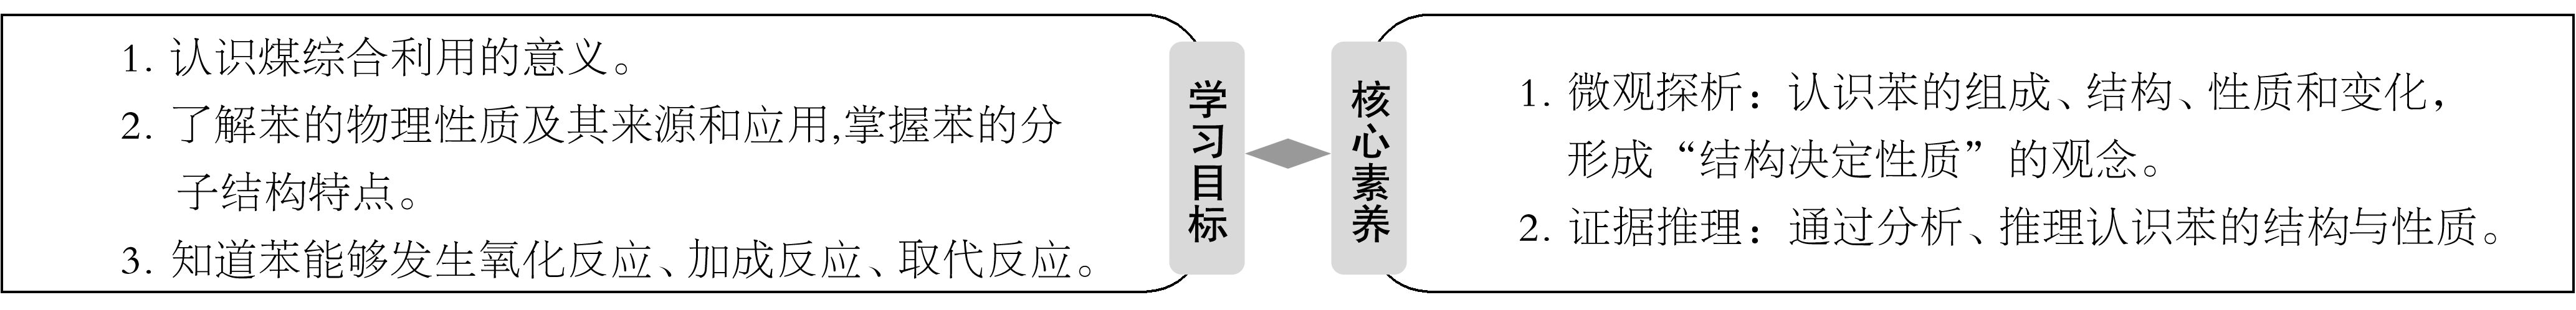 1. 认识煤综合利用的意义。
2. 了解苯的物理性质及其来源和应用,掌握苯的分
子结构特点。
3. 知道苯能够发生氧化反应、加成反应、取代反应。
学习目标
核心素养
1. 微观探析：认识苯的组成、结构、性质和变化，
形成“结构决定性质”的观念。
2. 证据推理：通过分析、推理认识苯的结构与性质。